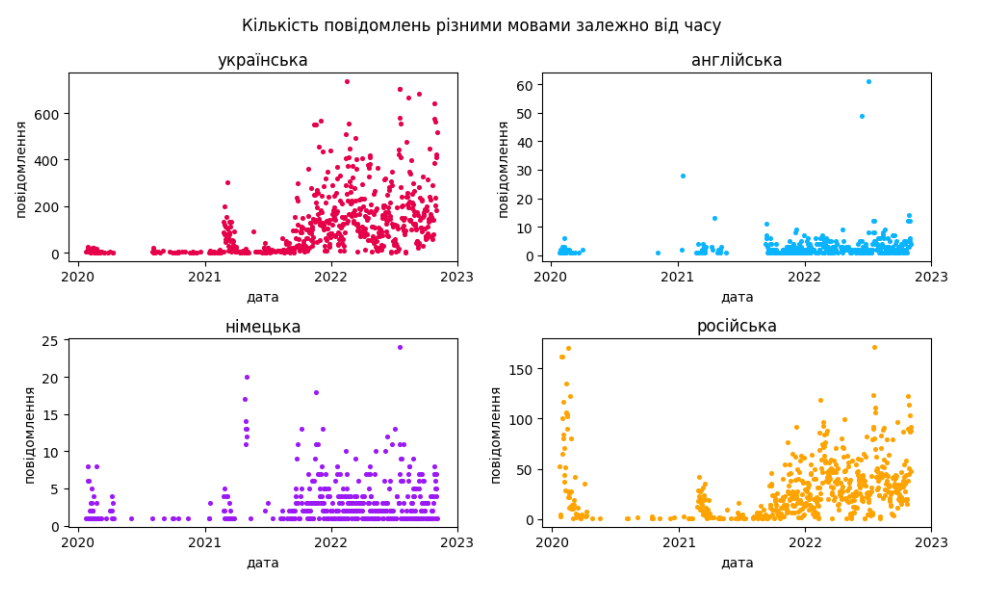 Кількість повідомлень різними мовами залежно від часу
українська
повідомлення
600
400
200
0
2020 2021 2022 2023
дата
англійська
повідомлення
60
50
40
30
20
10
0
2020 2021 2022 2023
дата
німецька
повідомлення
25
20
15
10
5
0
2020 2021 2022 2023
дата
російська
повідомлення
150
100
50
0
2020 2021 2022 2023
дата